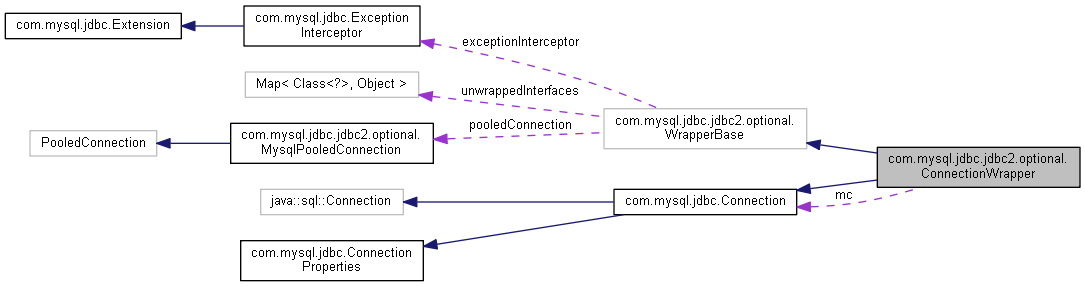 com.mysql.jdbc.Extension
com.mysql.jdbc.Exception
Interceptor
exceptionInterceptor
Map< Class<?>, Object >
unwrappedInterfaces
com.mysql.jdbc.jdbc2.optional.
WrapperBase
pooledConnection
PooledConnection
com.mysql.jdbc.jdbc2.optional.
MysqlPooledConnection
com.mysql.jdbc.jdbc2.optional.
ConnectionWrapper
java::sql::Connection
com.mysql.jdbc.Connection
mc
com.mysql.jdbc.Connection
Properties